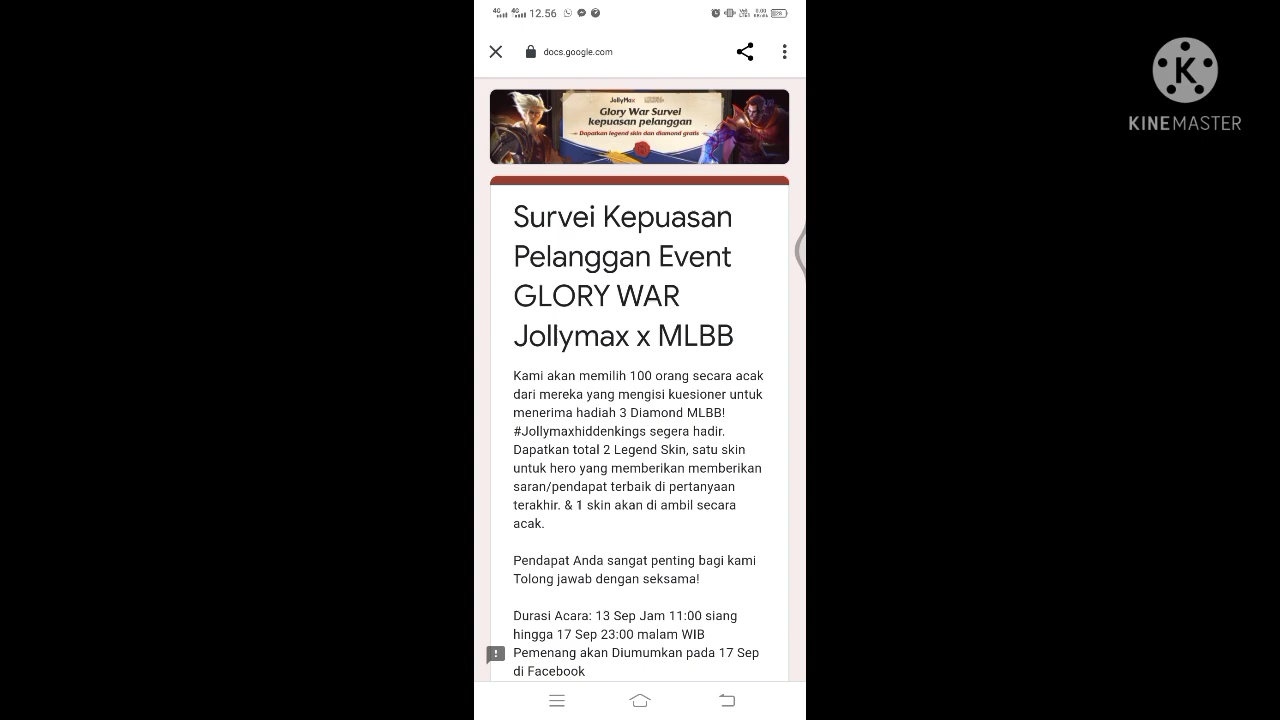 12.56
docs.google.com
JollyMax
Glory War Survei
kepuasan pelanggan
Dapatkan legend skin dan diamond gratis
K
KINEMASTER
Survei Kepuasan
Pelanggan Event
GLORY WAR
Jollymax x MLBB
Kami akan memilih 100 orang secara acak
dari mereka yang mengisi kuesioner untuk
menerima hadiah 3 Diamond MLBB!
#Jollymaxhiddenkings segera hadir.
Dapatkan total 2 Legend Skin, satu skin
untuk hero yang memberikan memberikan
saran/pendapat terbaik di pertanyaan
terakhir. & 1 skin akan di ambil secara
acak.
Pendapat Anda sangat penting bagi kami
Tolong jawab dengan seksama!
Durasi Acara: 13 Sep Jam 11:00 siang
hingga 17 Sep 23:00 malam WIB
Pemenang akan Diumumkan pada 17 Sep
di Facebook